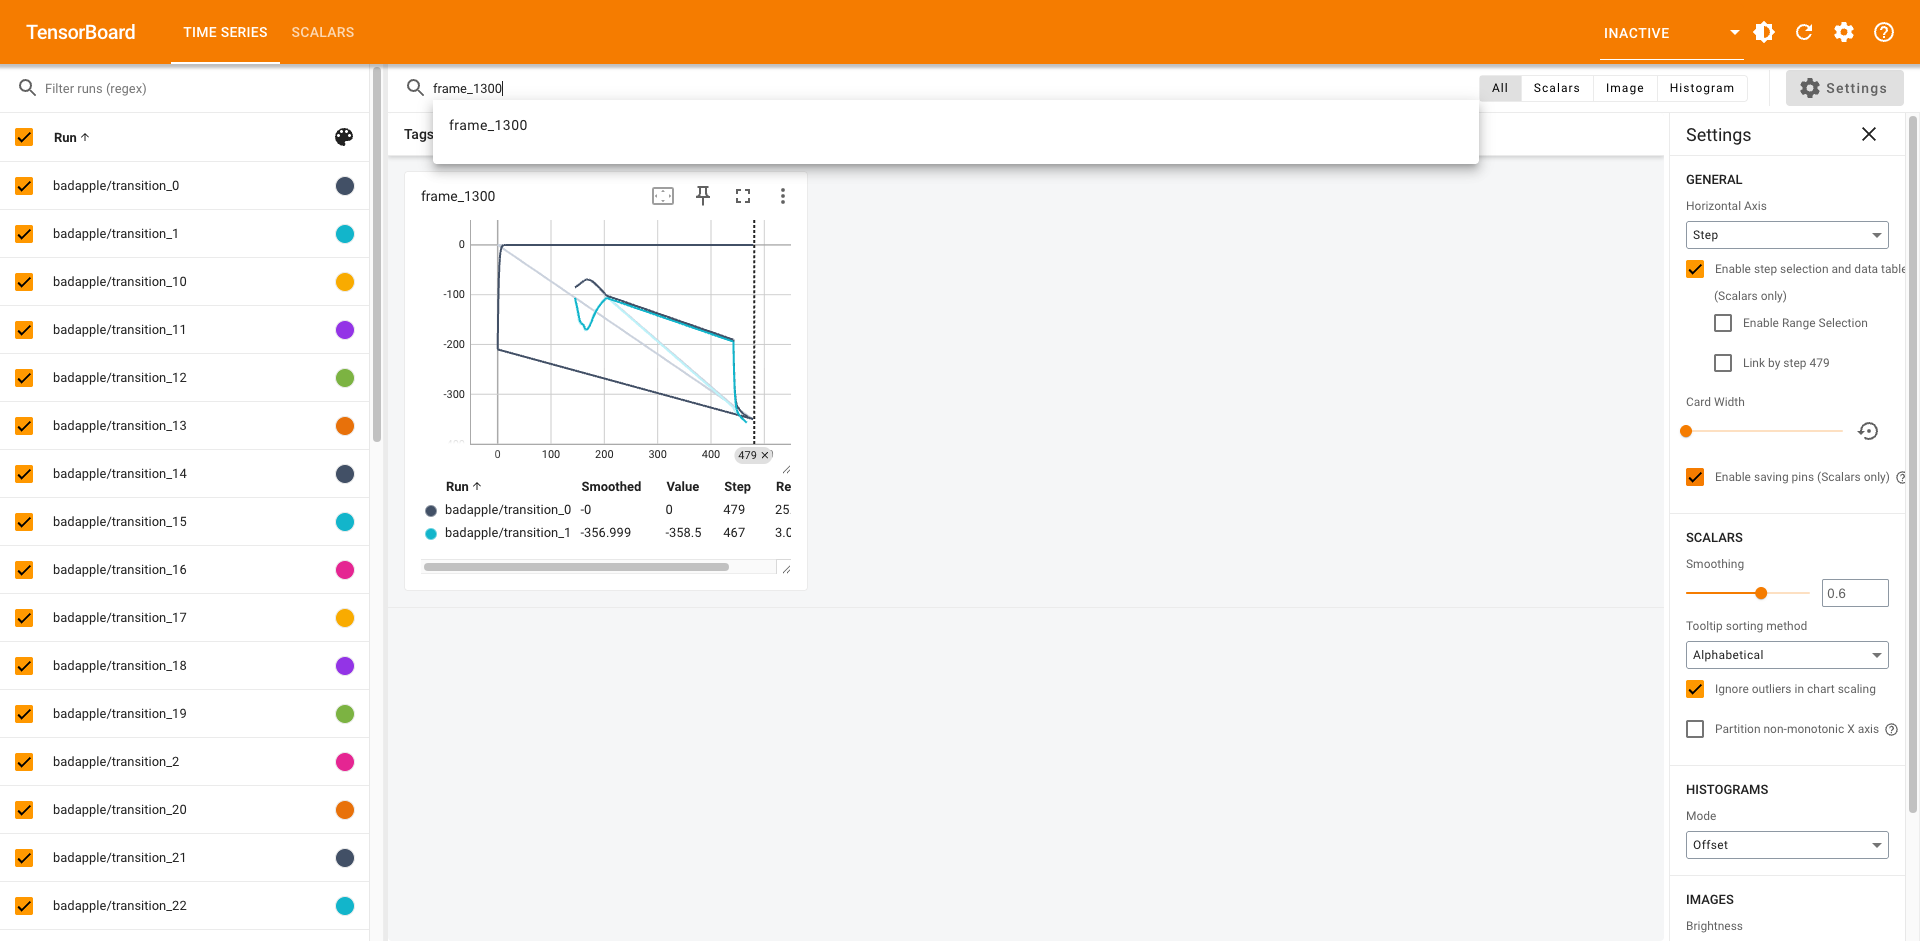 TensorBoard
TIME SERIES
SCALARS
INACTIVE
Filter runs (regex)
frame_1300
All
Scalars
Image
Histogram
Settings
frame_1300
Run
Tags
badapple/transition_0
badapple/transition_1
badapple/transition_10
badapple/transition_11
badapple/transition_12
badapple/transition_13
badapple/transition_14
badapple/transition_15
badapple/transition_16
badapple/transition_17
badapple/transition_18
badapple/transition_19
badapple/transition_2
badapple/transition_20
badapple/transition_21
badapple/transition_22
frame_1300
0
-100
-200
-300
0 100 200 300 400 479
Run Smoothed Value Step Re
badapple/transition_0 -0 0 479 25.
badapple/transition_1 -356.999 -358.5 467 3.0
Settings
GENERAL
Horizontal Axis
Step
Enable step selection and data table
(Scalars only)
Enable Range Selection
Link by step 479
Card Width
Enable saving pins (Scalars only)
SCALARS
Smoothing
0.6
Tooltip sorting method
Alphabetical
Ignore outliers in chart scaling
Partition non-monotonic X axis
HISTOGRAMS
Mode
Offset
IMAGES
Brightness